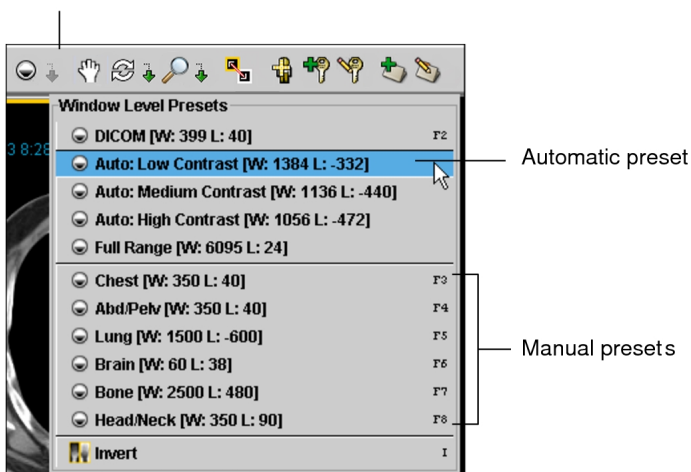 Window Level Presets
3 8:28
DICOM [W: 399 L: 40] F2
Auto: Low Contrast [W: 1384 L: -332]
Automatic preset
Auto: Medium Contrast [W: 1136 L: -440]
Auto: High Contrast [W: 1056 L: -472]
Full Range [W: 6095 L: 24]
Chest [W: 350 L: 40] F3
Abd/Pelv [W: 350 L: 40] F4
Lung [W: 1500 L: -600] F5
Manual presets
Brain [W: 60 L: 38] F6
Bone [W: 2500 L: 480] F7
Head/Neck [W: 350 L: 90] F8
Invert I